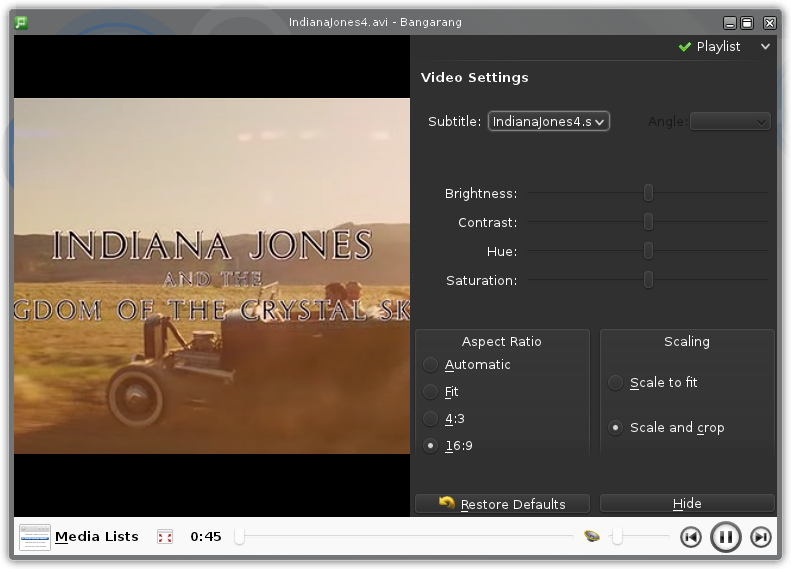 IndianaJones4.avi - Bangarang
Playlist
Video Settings
Subtitle: IndianaJones4.s Angle:
Brightness:
Contrast:
Hue:
Saturation:
INDIANA JONES
AND THE
GDOM OF THE CRYSTAL SK
Aspect Ratio
Automatic
Fit
4:3
16:9
Scaling
Scale to fit
Scale and crop
Restore Defaults
Hide
Media Lists 0:45